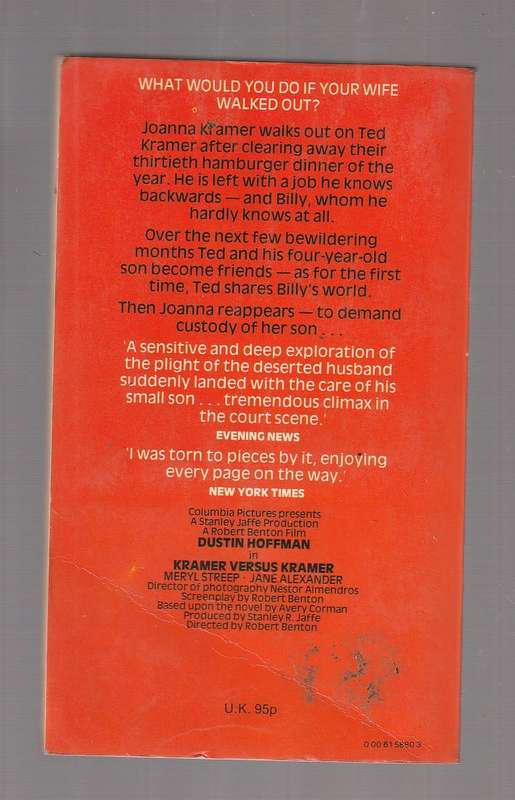 WHAT WOULD YOU DO IF YOUR WIFE
WALKED OUT?
Joanna Kramer walks out on Ted
Kramer after clearing away their
thirtieth hamburger dinner of the
year. He is left with a job he knows
backwards — and Billy, whom he
hardly knows at all.
Over the next few bewildering
months Ted and his four-year-old
son become friends — as for the first
time, Ted shares Billy's world.
Then Joanna reappears — to demand
custody of her son . . .
'A sensitive and deep exploration of
the plight of the deserted husband
suddenly landed with the care of his
small son . . . tremendous climax in
the court scene.'
EVENING NEWS
'I was torn to pieces by it, enjoying
every page on the way.'
NEW YORK TIMES
Columbia Pictures presents
A Stanley Jaffe Production
A Robert Benton Film
DUSTIN HOFFMAN
in
KRAMER VERSUS KRAMER
MERYL STREEP · JANE ALEXANDER
Director of photography Nestor Almendros
Screenplay by Robert Benton
Based upon the novel by Avery Corman
Produced by Stanley R. Jaffe
Directed by Robert Benton
U.K. 95p
0 00 615690 3